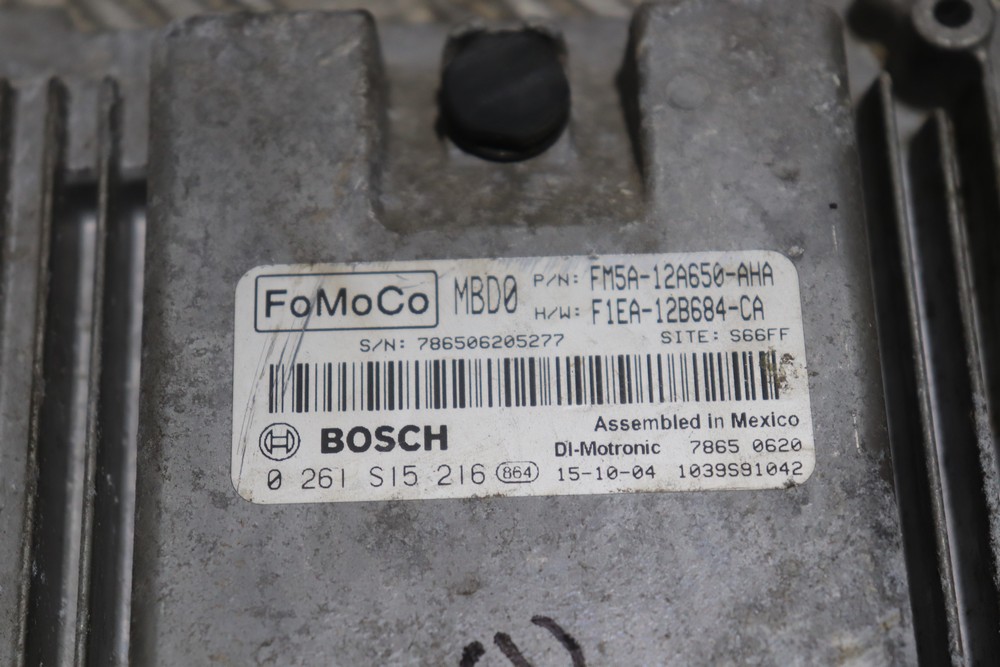 FoMoCo MBD0 P/N: FM5A-12A650-AHA
H/W: F1EA-12B684-CA
S/N: 786506205277 SITE: S66FF
Assembled in Mexico
BOSCH DI-Motronic 7865 0620
0 261 S15 216 864 15-10-04 1039S91042